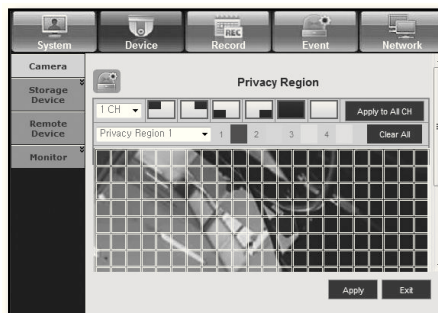 System Device Record Event Network
REC
Camera
Storage
Device
Remote
Device
Monitor
Privacy Region
1 CH Apply to All CH
Privacy Region 1 1 2 3 4 Clear All
Apply Exit